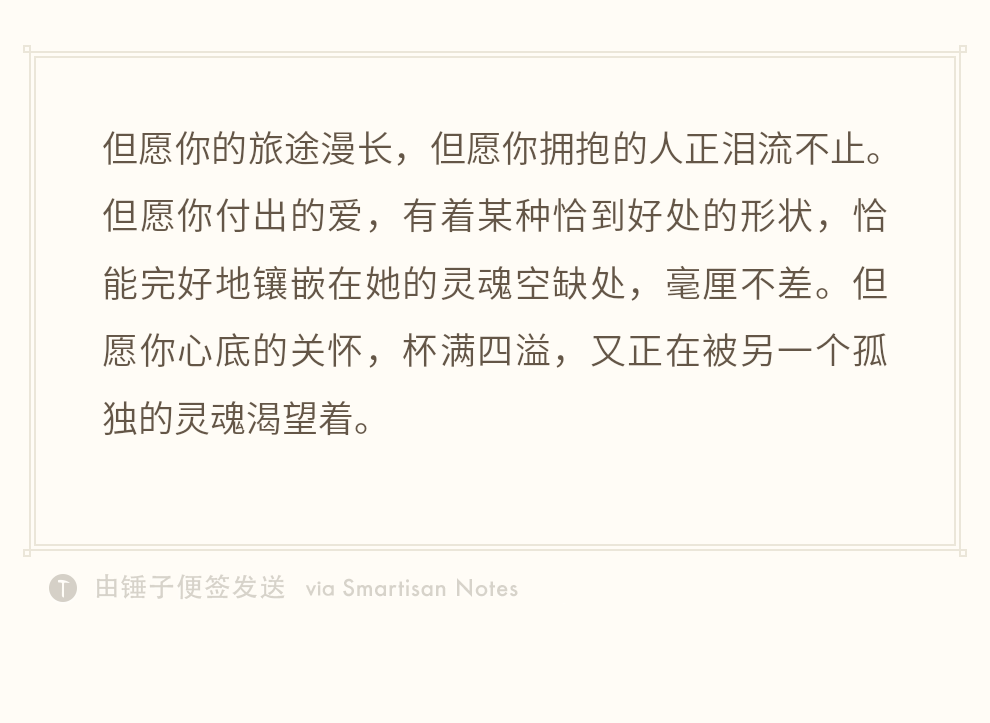 但愿你的旅途漫长，但愿你拥抱的人正泪流不止。
但愿你付出的爱，有着某种恰到好处的形状，恰
能完好地镶嵌在她的灵魂空缺处，毫厘不差。但
愿你心底的关怀，杯满四溢，又正在被另一个孤
独的灵魂渴望着。
由锤子便签发送 via Smartisan Notes